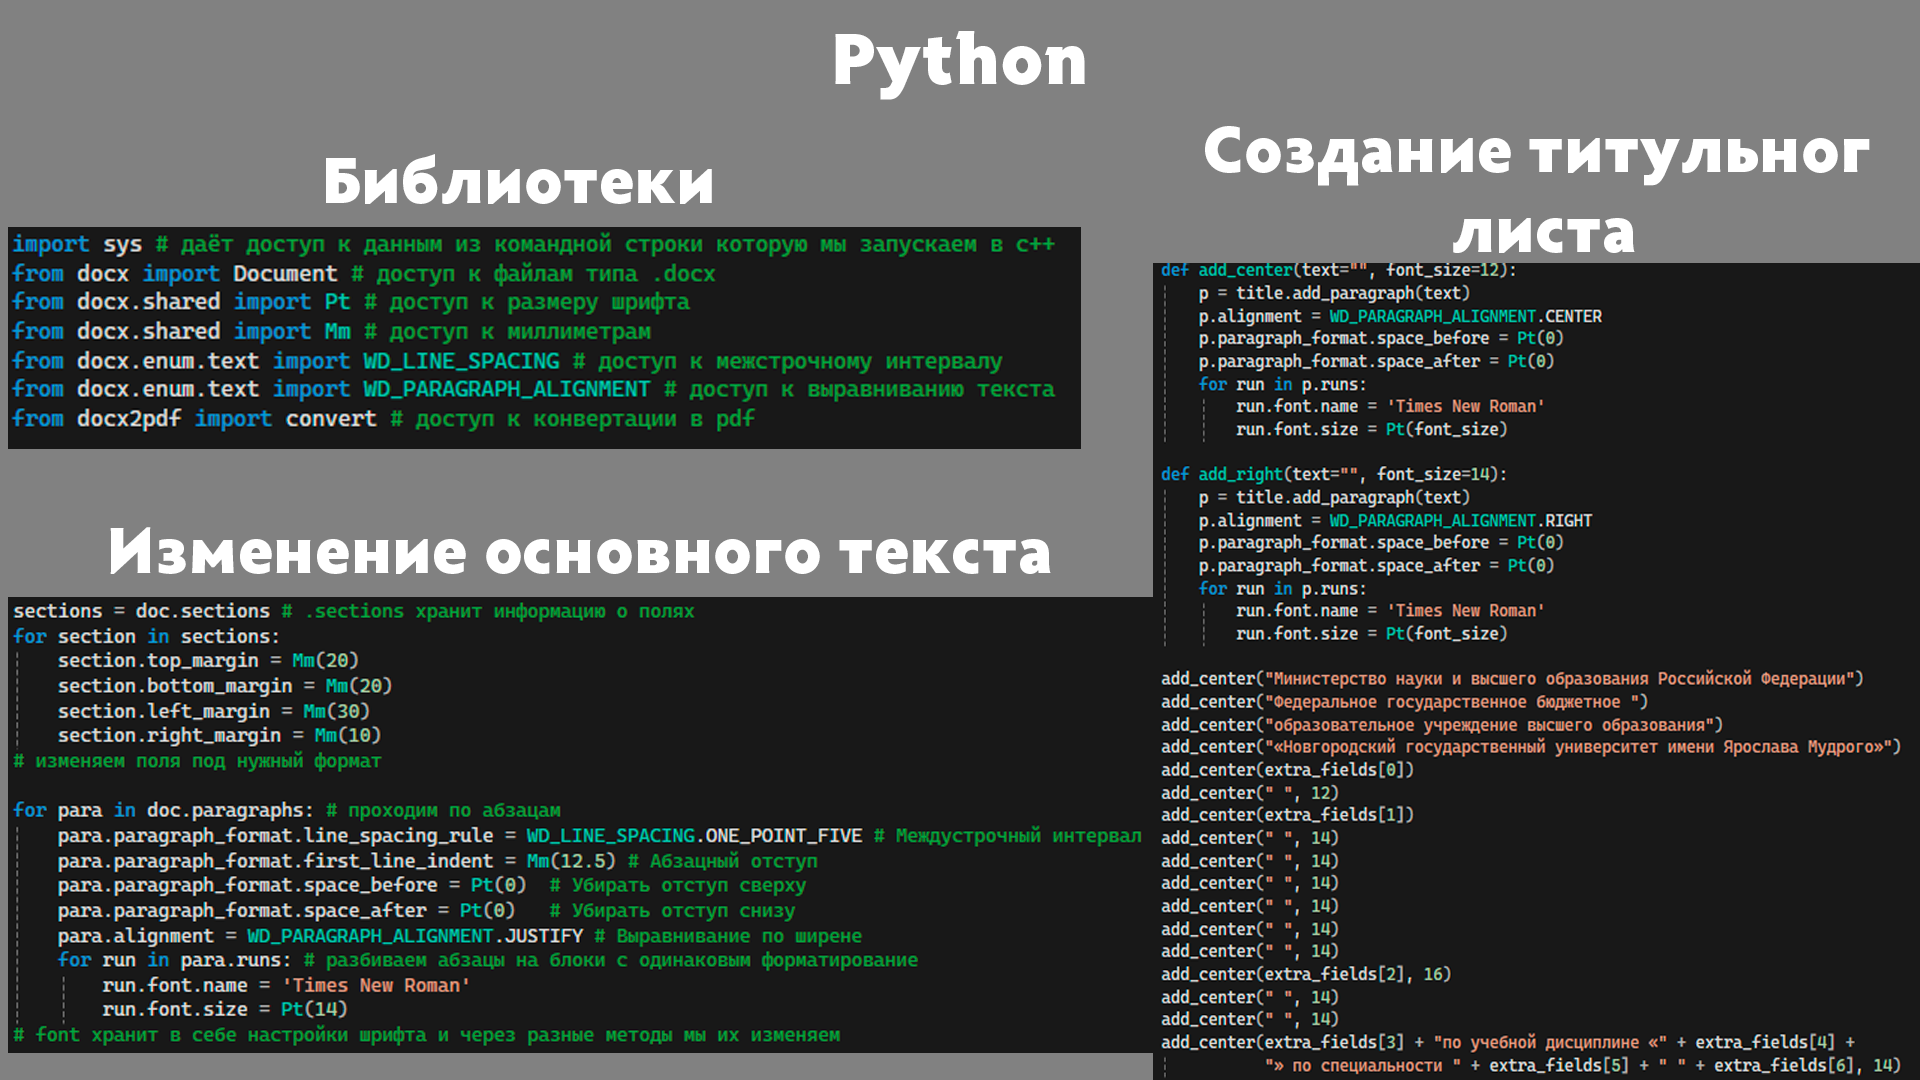 Python
Библиотеки
import sys # даёт доступ к данным из командной строки которую мы запускаем в c++
from docx import Document # доступ к файлам типа .docx
from docx.shared import Pt # доступ к размеру шрифта
from docx.shared import Mm # доступ к миллиметрам
from docx.enum.text import WD_LINE_SPACING # доступ к межстрочному интервалу
from docx.enum.text import WD_PARAGRAPH_ALIGNMENT # доступ к выравниванию текста
from docx2pdf import convert # доступ к конвертации в pdf
Изменение основного текста
sections = doc.sections # .sections хранит информацию о полях
for section in sections:
    section.top_margin = Mm(20)
    section.bottom_margin = Mm(20)
    section.left_margin = Mm(30)
    section.right_margin = Mm(10)
# изменяем поля под нужный формат
for para in doc.paragraphs: # проходим по абзацам
    para.paragraph_format.line_spacing_rule = WD_LINE_SPACING.ONE_POINT_FIVE # Междустрочный интервал
    para.paragraph_format.first_line_indent = Mm(12.5) # Абзацный отступ
    para.paragraph_format.space_before = Pt(0)  # Убирать отступ сверху
    para.paragraph_format.space_after = Pt(0)   # Убирать отступ снизу
    para.alignment = WD_PARAGRAPH_ALIGNMENT.JUSTIFY # Выравнивание по ширене
    for run in para.runs: # разбиваем абзацы на блоки с одинаковым форматирование
        run.font.name = 'Times New Roman'
        run.font.size = Pt(14)
# font хранит в себе настройки шрифта и через разные методы мы их изменяем
Создание титульног
листа
def add_center(text="", font_size=12):
    p = title.add_paragraph(text)
    p.alignment = WD_PARAGRAPH_ALIGNMENT.CENTER
    p.paragraph_format.space_before = Pt(0)
    p.paragraph_format.space_after = Pt(0)
    for run in p.runs:
        run.font.name = 'Times New Roman'
        run.font.size = Pt(font_size)
def add_right(text="", font_size=14):
    p = title.add_paragraph(text)
    p.alignment = WD_PARAGRAPH_ALIGNMENT.RIGHT
    p.paragraph_format.space_before = Pt(0)
    p.paragraph_format.space_after = Pt(0)
    for run in p.runs:
        run.font.name = 'Times New Roman'
        run.font.size = Pt(font_size)
add_center("Министерство науки и высшего образования Российской Федерации")
add_center("Федеральное государственное бюджетное ")
add_center("образовательное учреждение высшего образования")
add_center("«Новгородский государственный университет имени Ярослава Мудрого»")
add_center(extra_fields[0])
add_center(" ", 12)
add_center(extra_fields[1])
add_center(" ", 14)
add_center(" ", 14)
add_center(" ", 14)
add_center(" ", 14)
add_center(" ", 14)
add_center(" ", 14)
add_center(extra_fields[2], 16)
add_center(" ", 14)
add_center(" ", 14)
add_center(extra_fields[3] + "по учебной дисциплине «" + extra_fields[4] +
           "» по специальности " + extra_fields[5] + " " + extra_fields[6], 14)